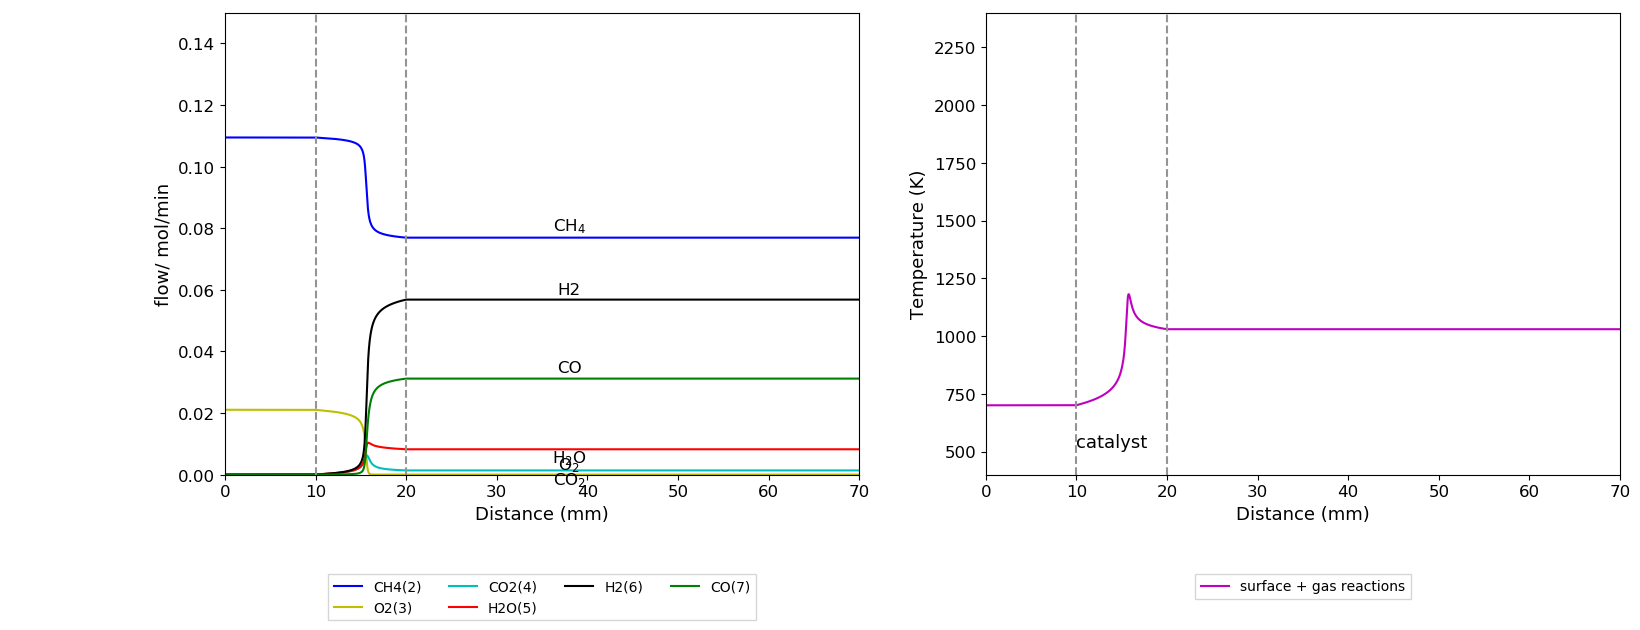 0.14
0.12
0.10
0.08
0.06
0.04
0.02
0.00
flow/ mol/min
CH₄
H2
CO
H₂O
O₂
CO₂
0 10 20 30 40 50 60 70
Distance (mm)
CH4(2) CO2(4) H2(6) CO(7)
O2(3) H2O(5)
2250
2000
1750
1500
1250
1000
750
500
Temperature (K)
catalyst
0 10 20 30 40 50 60 70
Distance (mm)
surface + gas reactions